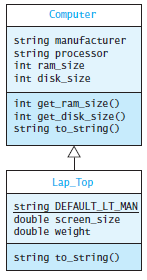 Computer
string manufacturer
string processor
int ram_size
int disk_size
int get_ram_size()
int get_disk_size()
string to_string()
Lap_Top
string DEFAULT_LT_MAN
double screen_size
double weight
string to_string()